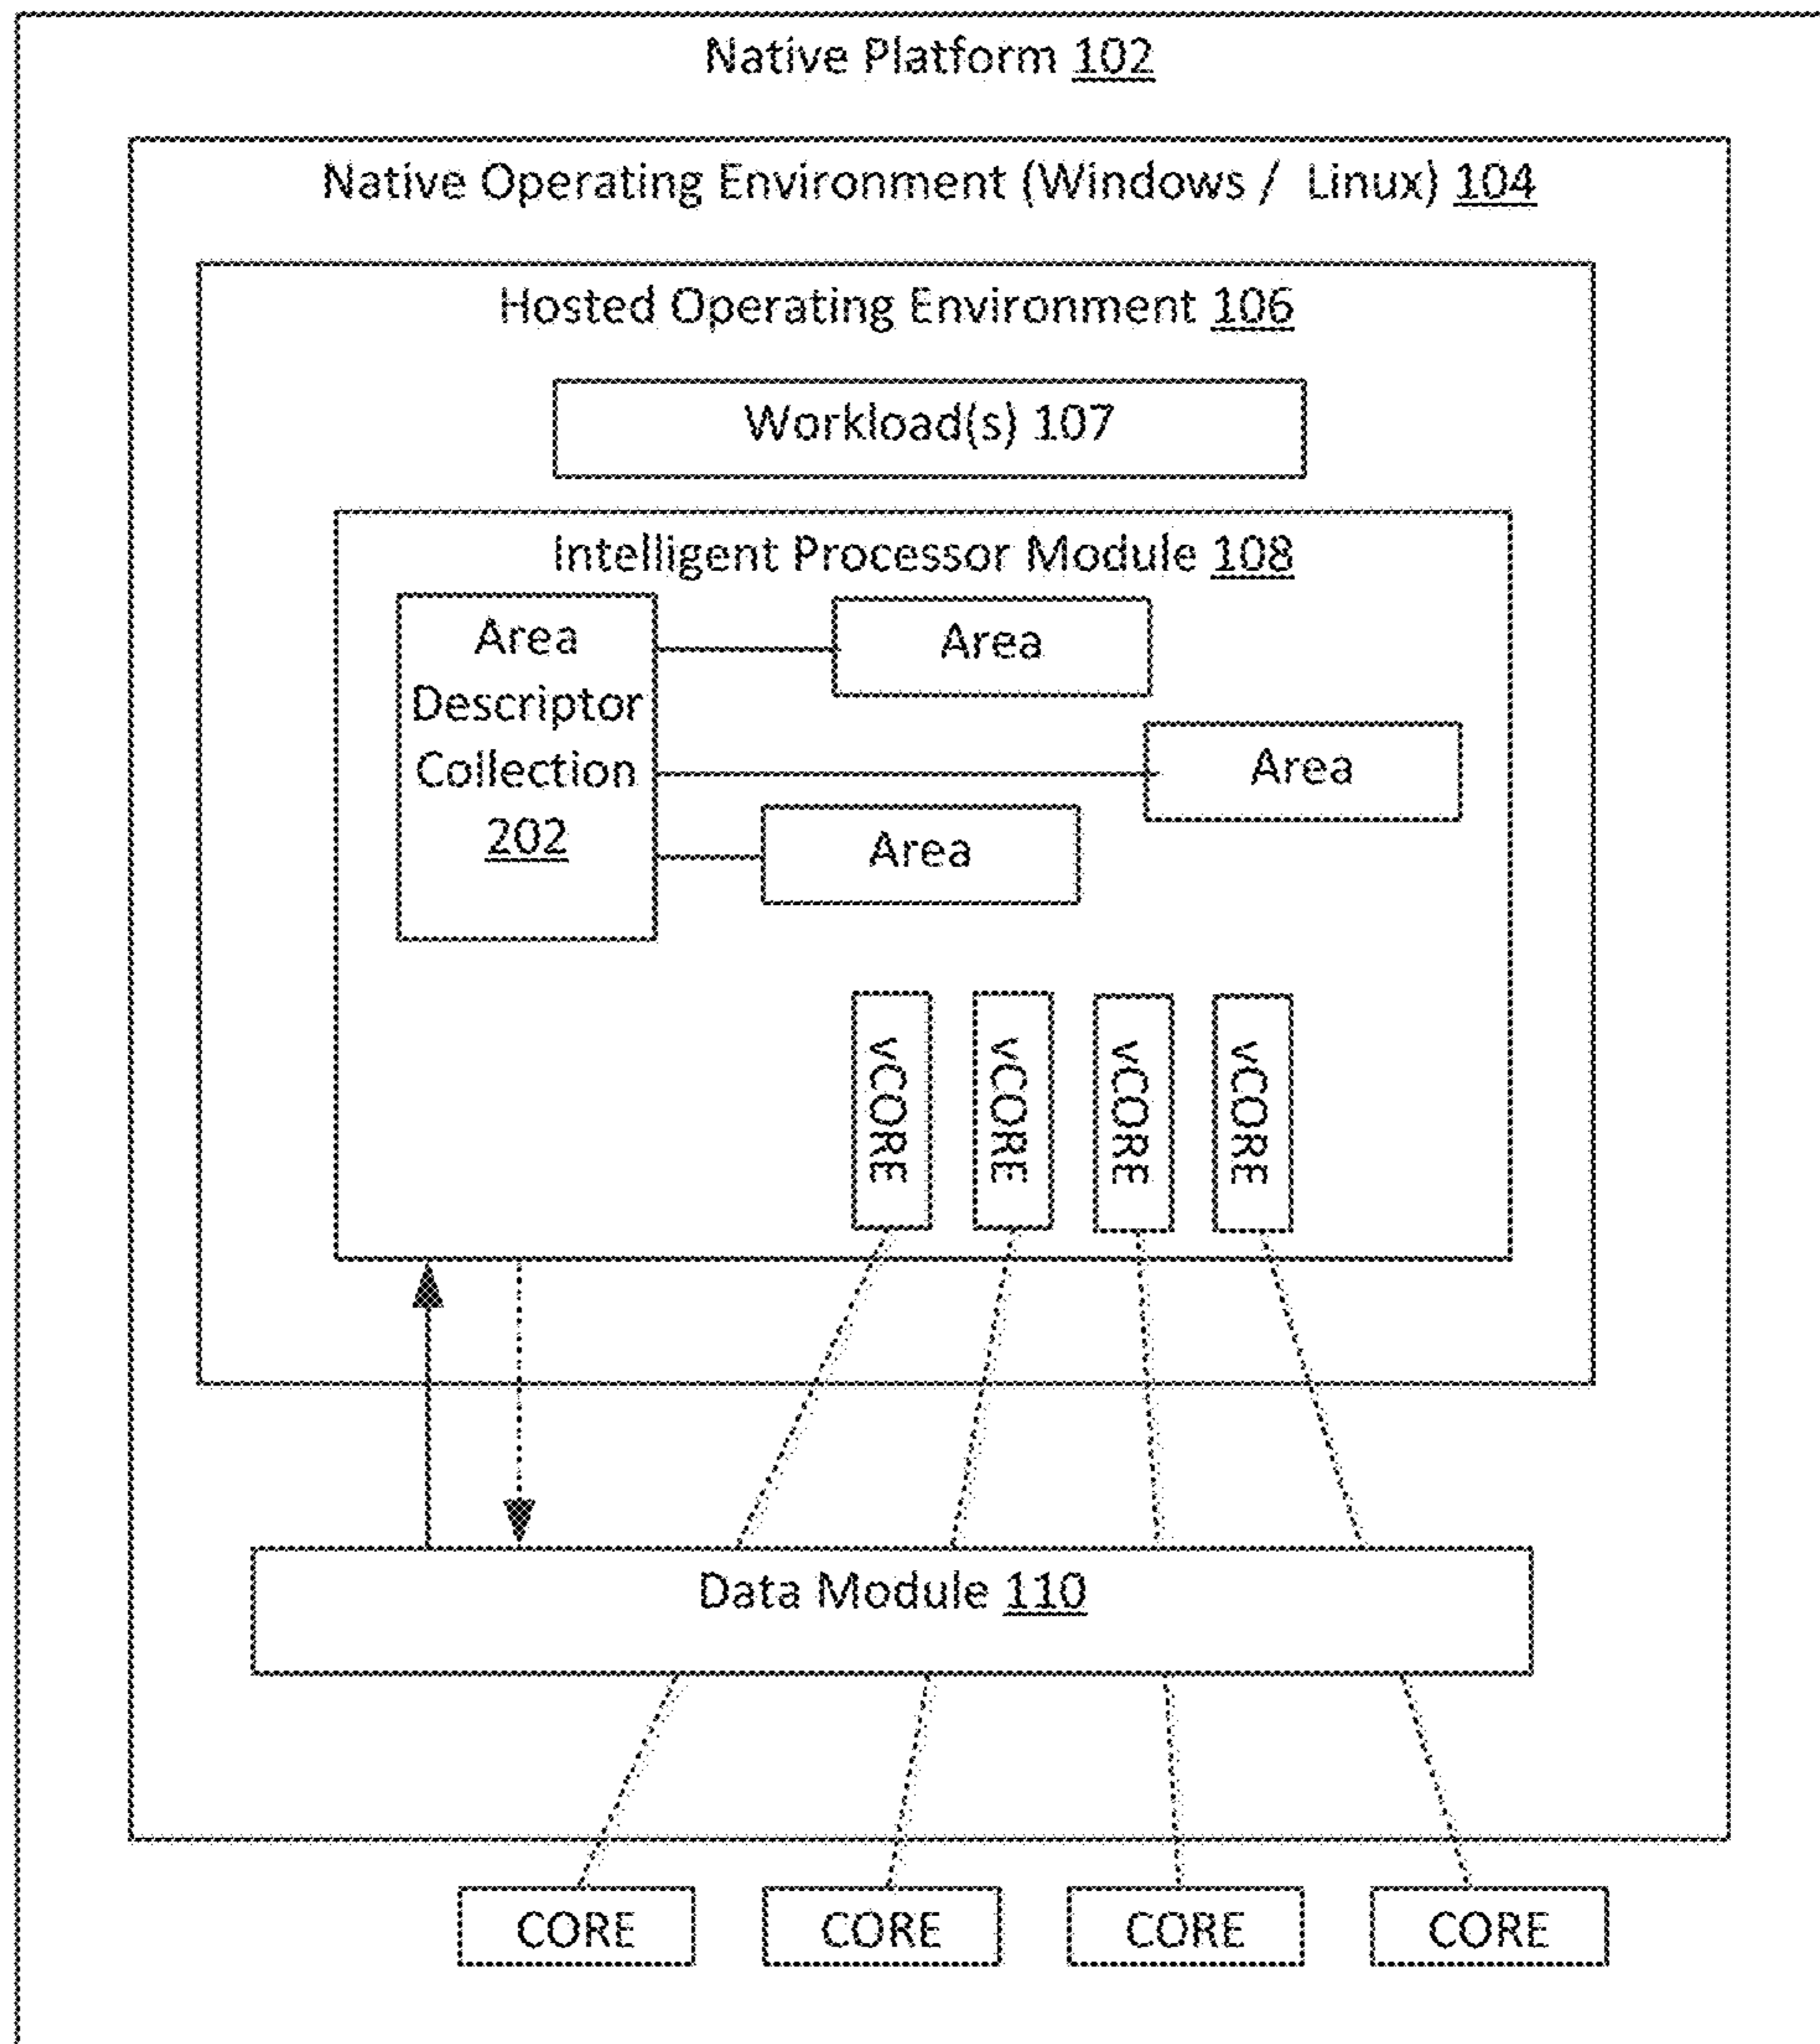 Native Platform 102
Native Operating Environment (Windows / Linux) 104
Hosted Operating Environment 106
Workload(s) 107
Intelligent Processor Module 108
Area
Descriptor
Collection
202
Area
Area
Area
vCORE
vCORE
vCORE
vCORE
Data Module 110
CORE
CORE
CORE
CORE